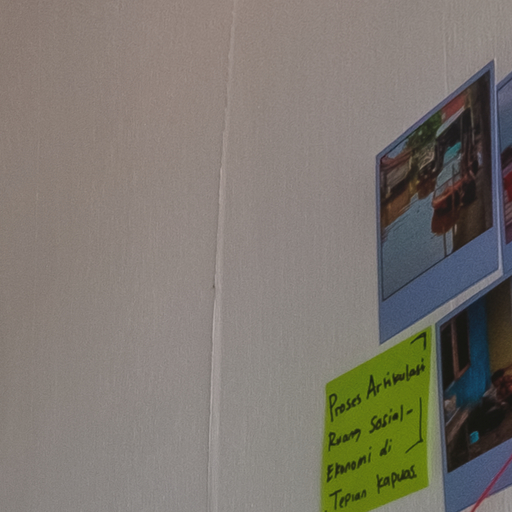 Proses Artikulasi
Ruang Sosial-
Ekonomi di
Tepian Kapuas